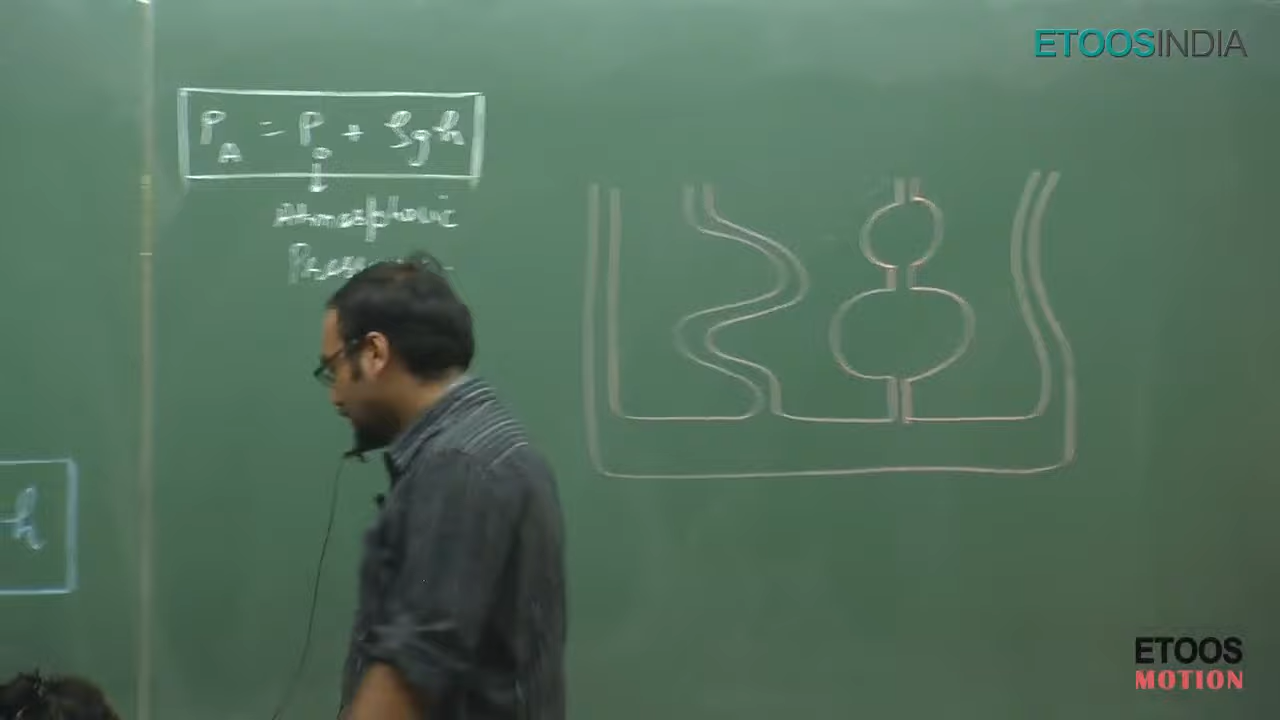 ETOOSINDIA
P_A = P_0 + ρgh
Atmospheric
h
ETOOS
MOTION